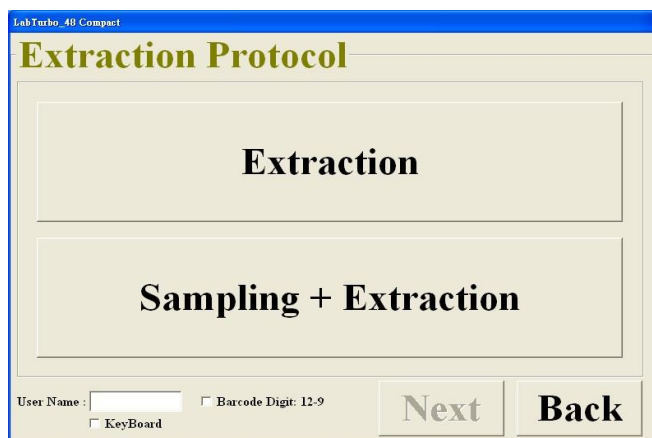 LabTurbo_48 Compact
Extraction Protocol
Extraction
Sampling + Extraction
User Name :
Barcode Digit: 12-9
KeyBoard
Next
Back